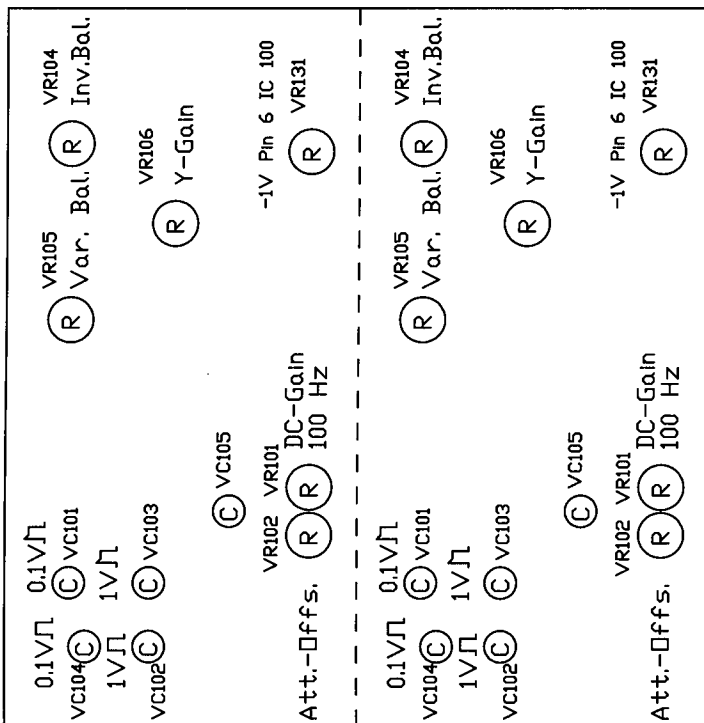 0.1V⎍
0.1V
VC104 C
C VC101
1V⎍
1V
VC102 C
C VC103
C VC105
VR102 VR101
Att.-Offs. R R DC-Gain
100 Hz
VR105
R Var. Bal.
VR104
R Inv.Bal.
VR106
R Y-Gain
-1V Pin 6 IC 100
R VR131
0.1V⎍
0.1V
VC104 C
C VC101
1V⎍
1V
VC102 C
C VC103
C VC105
VR102 VR101
Att.-Offs. R R DC-Gain
100 Hz
VR105
R Var. Bal.
VR104
R Inv.Bal.
VR106
R Y-Gain
-1V Pin 6 IC 100
R VR131